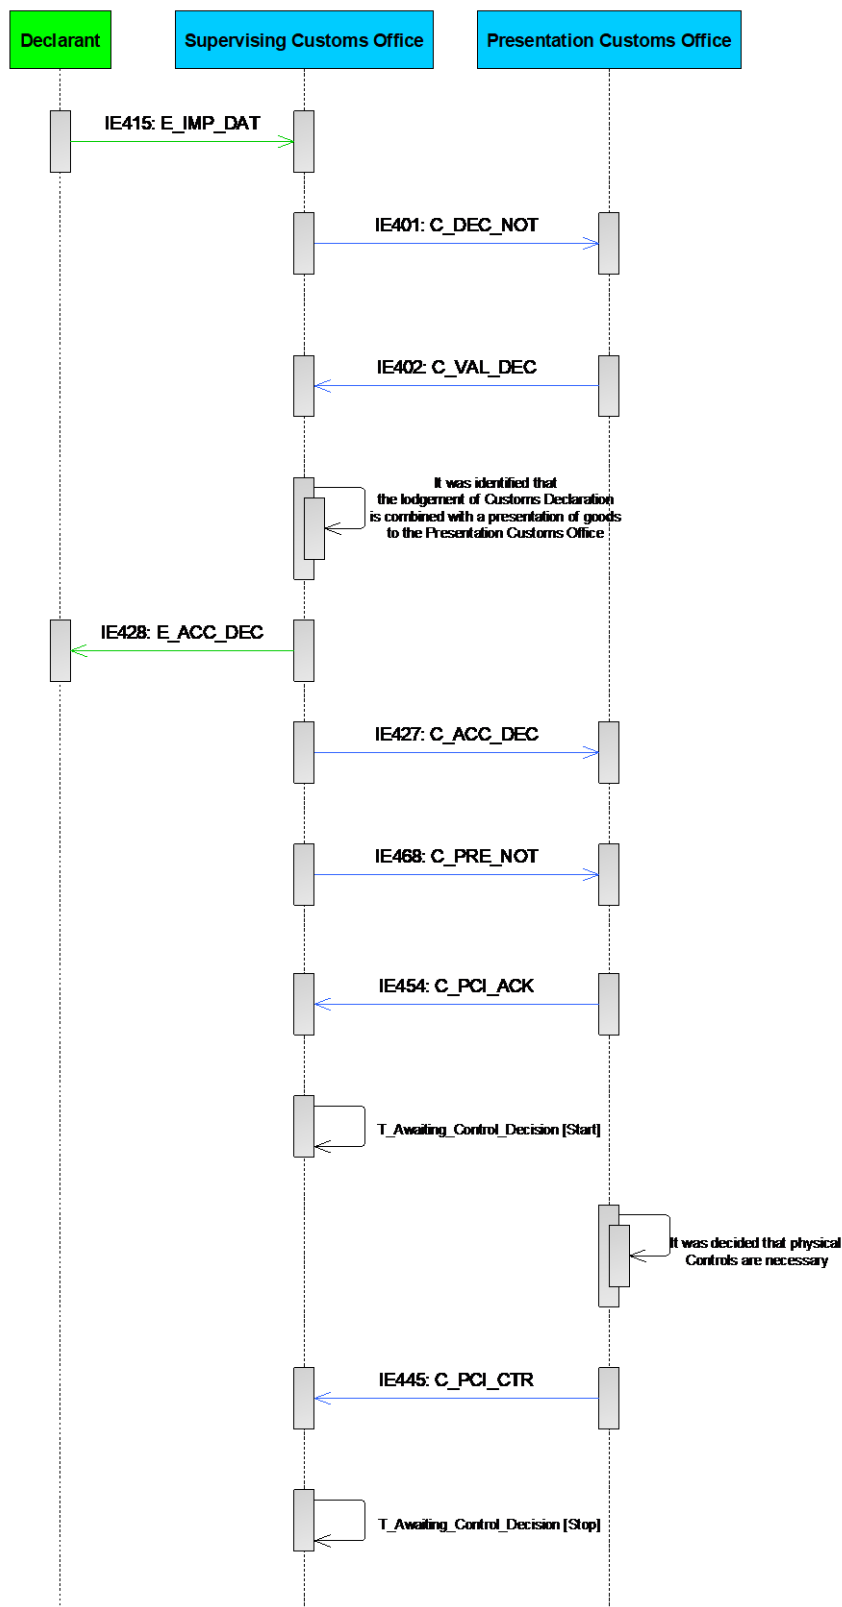 Declarant
Supervising Customs Office
Presentation Customs Office
IE415: E_IMP_DAT
IE401: C_DEC_NOT
IE402: C_VAL_DEC
It was identified that
the lodgement of Customs Declaration
is combined with a presentation of goods
to the Presentation Customs Office
IE428: E_ACC_DEC
IE427: C_ACC_DEC
IE468: C_PRE_NOT
IE454: C_PCI_ACK
T_Awaiting_Control_Decision [Start]
It was decided that physical
Controls are necessary
IE445: C_PCI_CTR
T_Awaiting_Control_Decision [Stop]